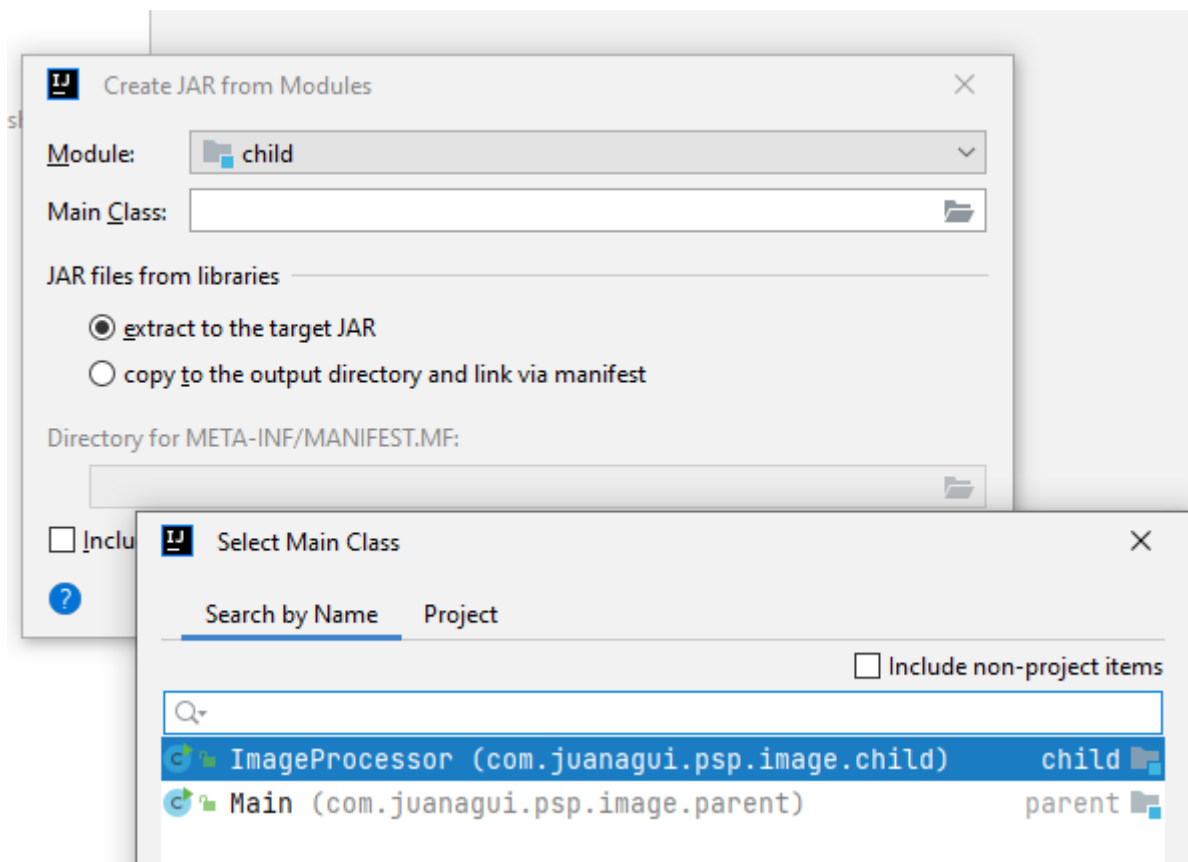 Create JAR from Modules
Module: child
Main Class:
JAR files from libraries
extract to the target JAR
copy to the output directory and link via manifest
Directory for META-INF/MANIFEST.MF:
Inclu
IJ Select Main Class
Search by Name Project
Include non-project items
ImageProcessor (com.juanagui.psp.image.child) child
Main (com.juanagui.psp.image.parent) parent